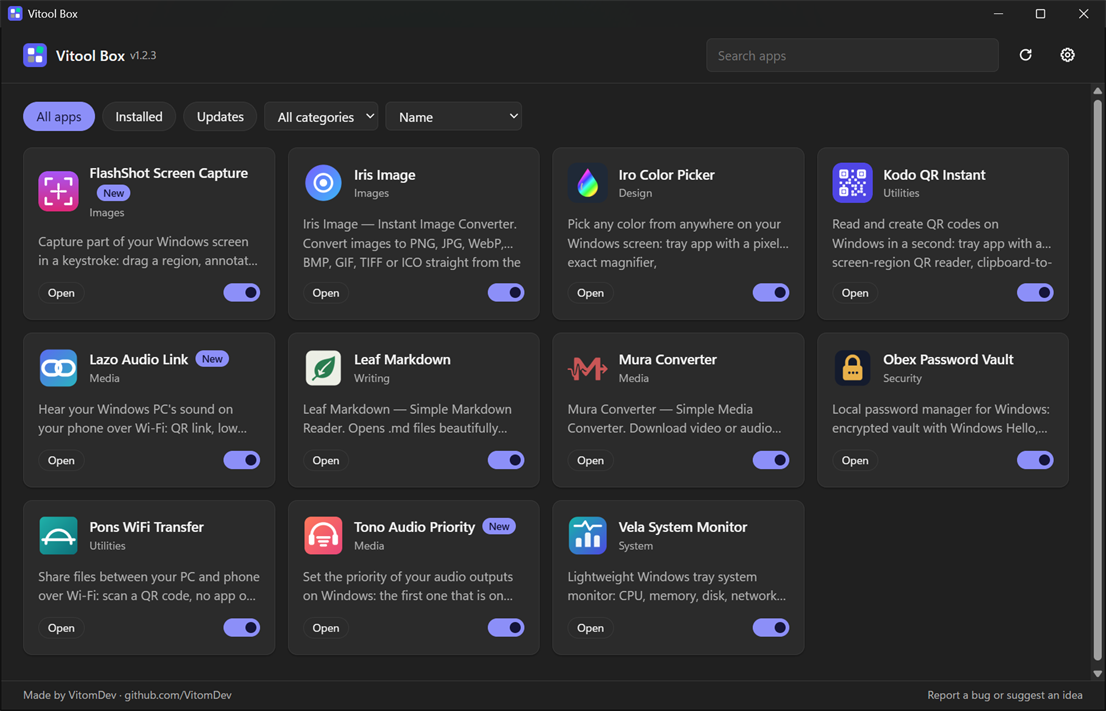 Vitool Box
Vitool Box v1.2.3
Search apps
All apps
Installed
Updates
All categories
Name
FlashShot Screen Capture
New
Images
Capture part of your Windows screen
in a keystroke: drag a region, annotat...
Open
Iris Image
Images
Iris Image — Instant Image Converter.
Convert images to PNG, JPG, WebP,...
BMP, GIF, TIFF or ICO straight from the
Open
Iro Color Picker
Design
Pick any color from anywhere on your
Windows screen: tray app with a pixel...
exact magnifier,
Open
Kodo QR Instant
Utilities
Read and create QR codes on
Windows in a second: tray app with a...
screen-region QR reader, clipboard-to-
Open
Lazo Audio Link New
Media
Hear your Windows PC's sound on
your phone over Wi-Fi: QR link, low...
Open
Leaf Markdown
Writing
Leaf Markdown — Simple Markdown
Reader. Opens .md files beautifully...
Open
Mura Converter
Media
Mura Converter — Simple Media
Converter. Download video or audio...
Open
Obex Password Vault
Security
Local password manager for Windows:
encrypted vault with Windows Hello,...
Open
Pons WiFi Transfer
Utilities
Share files between your PC and phone
over Wi-Fi: scan a QR code, no app o...
Open
Tono Audio Priority New
Media
Set the priority of your audio outputs
on Windows: the first one that is on...
Open
Vela System Monitor
System
Lightweight Windows tray system
monitor: CPU, memory, disk, network...
Open
Made by VitomDev · github.com/VitomDev
Report a bug or suggest an idea